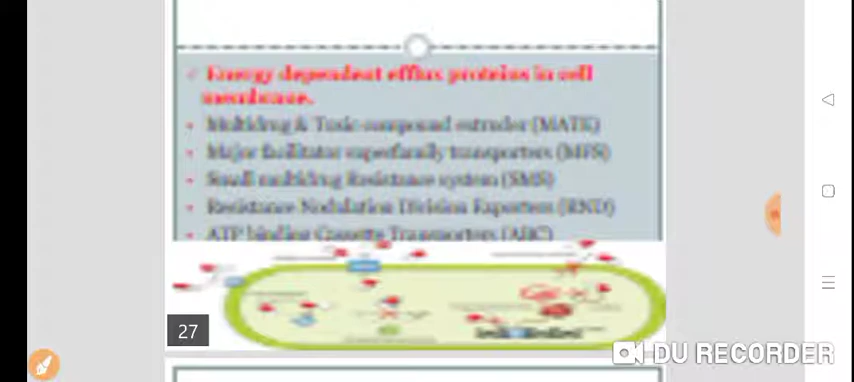 Energy dependent efflux proteins in cell
membrane.
Multidrug & Toxic compound extruder (MATE)
Major facilitator superfamily transporters (MFS)
Small multidrug Resistance system (SMS)
Resistance Nodulation Division Exporters (RND)
ATP binding Cassette Transporters (ABC)
27
DU RECORDER